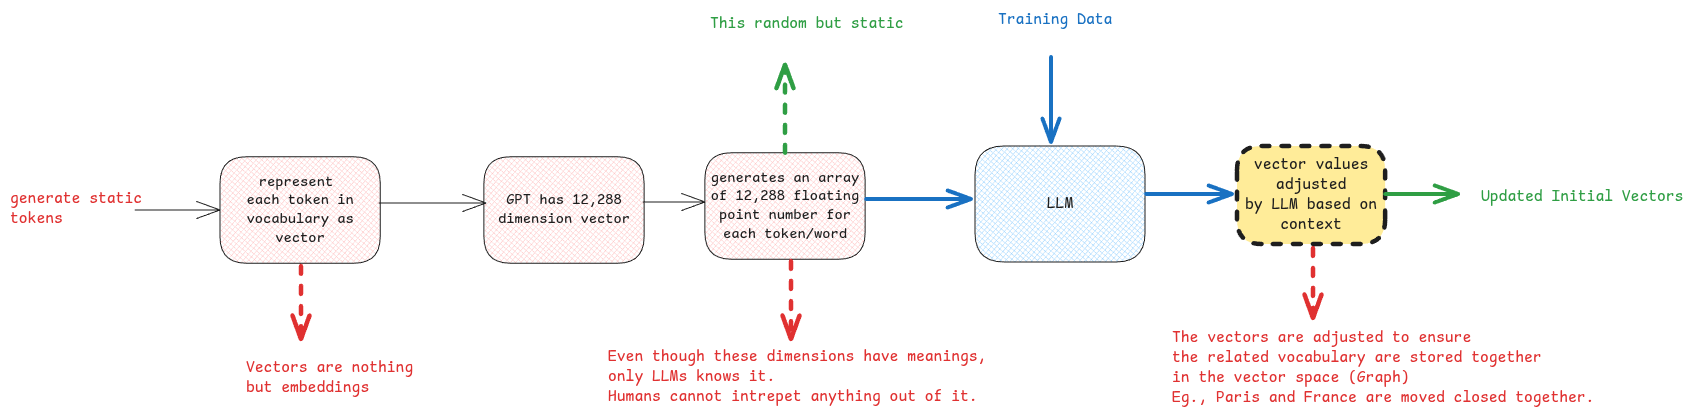 This random but static
Training Data
generate static
tokens
represent
each token in
vocabulary as
vector
GPT has 12,288
dimension vector
generates an array
of 12,288 floating
point number for
each token/word
LLM
vector values
adjusted
by LLM based on
context
Updated Initial Vectors
Vectors are nothing
but embeddings
Even though these dimensions have meanings,
only LLMs knows it.
Humans cannot intrepet anything out of it.
The vectors are adjusted to ensure
the related vocabulary are stored together
in the vector space (Graph)
Eg., Paris and France are moved closed together.